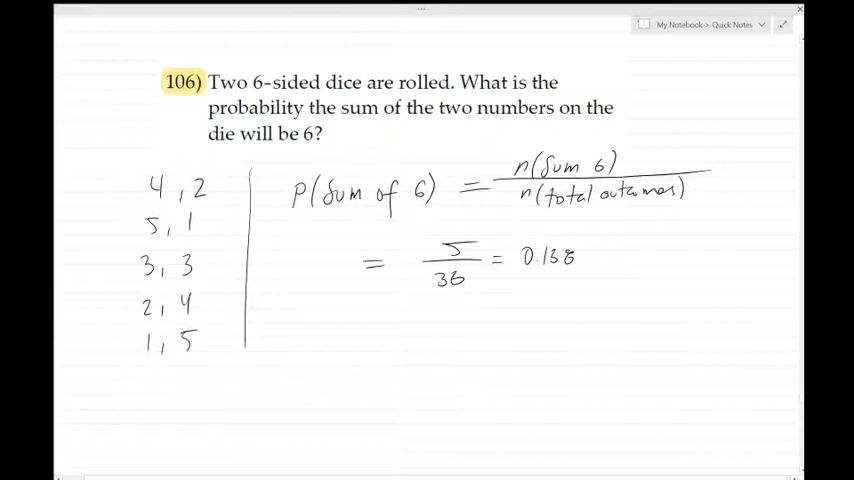 My Notebook > Quick Notes
106) Two 6-sided dice are rolled. What is the
probability the sum of the two numbers on the
die will be 6?
4 , 2
5 , 1
3 , 3
2 , 4
1 , 5
P(Sum of 6) = n(Sum 6) / n(total outcomes)
= 5/36 = 0.138